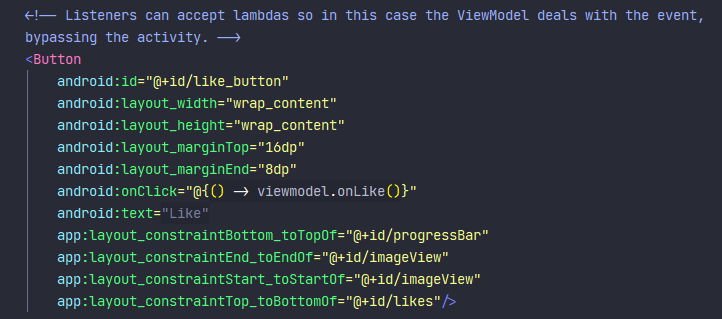 <!-- Listeners can accept lambdas so in this case the ViewModel deals with the event,
bypassing the activity. -->
<Button
android:id="@+id/like_button"
android:layout_width="wrap_content"
android:layout_height="wrap_content"
android:layout_marginTop="16dp"
android:layout_marginEnd="8dp"
android:onClick="@{() -> viewmodel.onLike()}"
android:text="Like"
app:layout_constraintBottom_toTopOf="@+id/progressBar"
app:layout_constraintEnd_toEndOf="@+id/imageView"
app:layout_constraintStart_toStartOf="@+id/imageView"
app:layout_constraintTop_toBottomOf="@+id/likes"/>